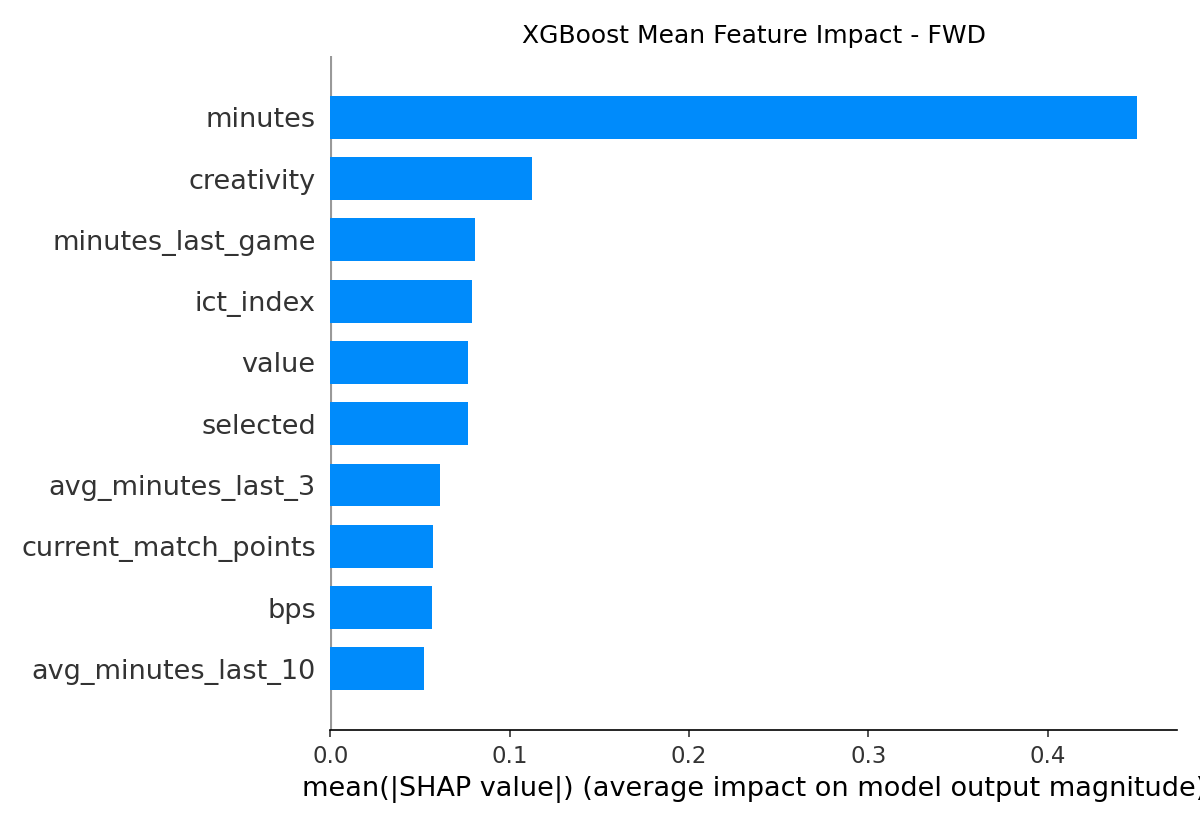 XGBoost Mean Feature Impact - FWD
minutes
creativity
minutes_last_game
ict_index
value
selected
avg_minutes_last_3
current_match_points
bps
avg_minutes_last_10
0.0 0.1 0.2 0.3 0.4
mean(|SHAP value|) (average impact on model output magnitude)